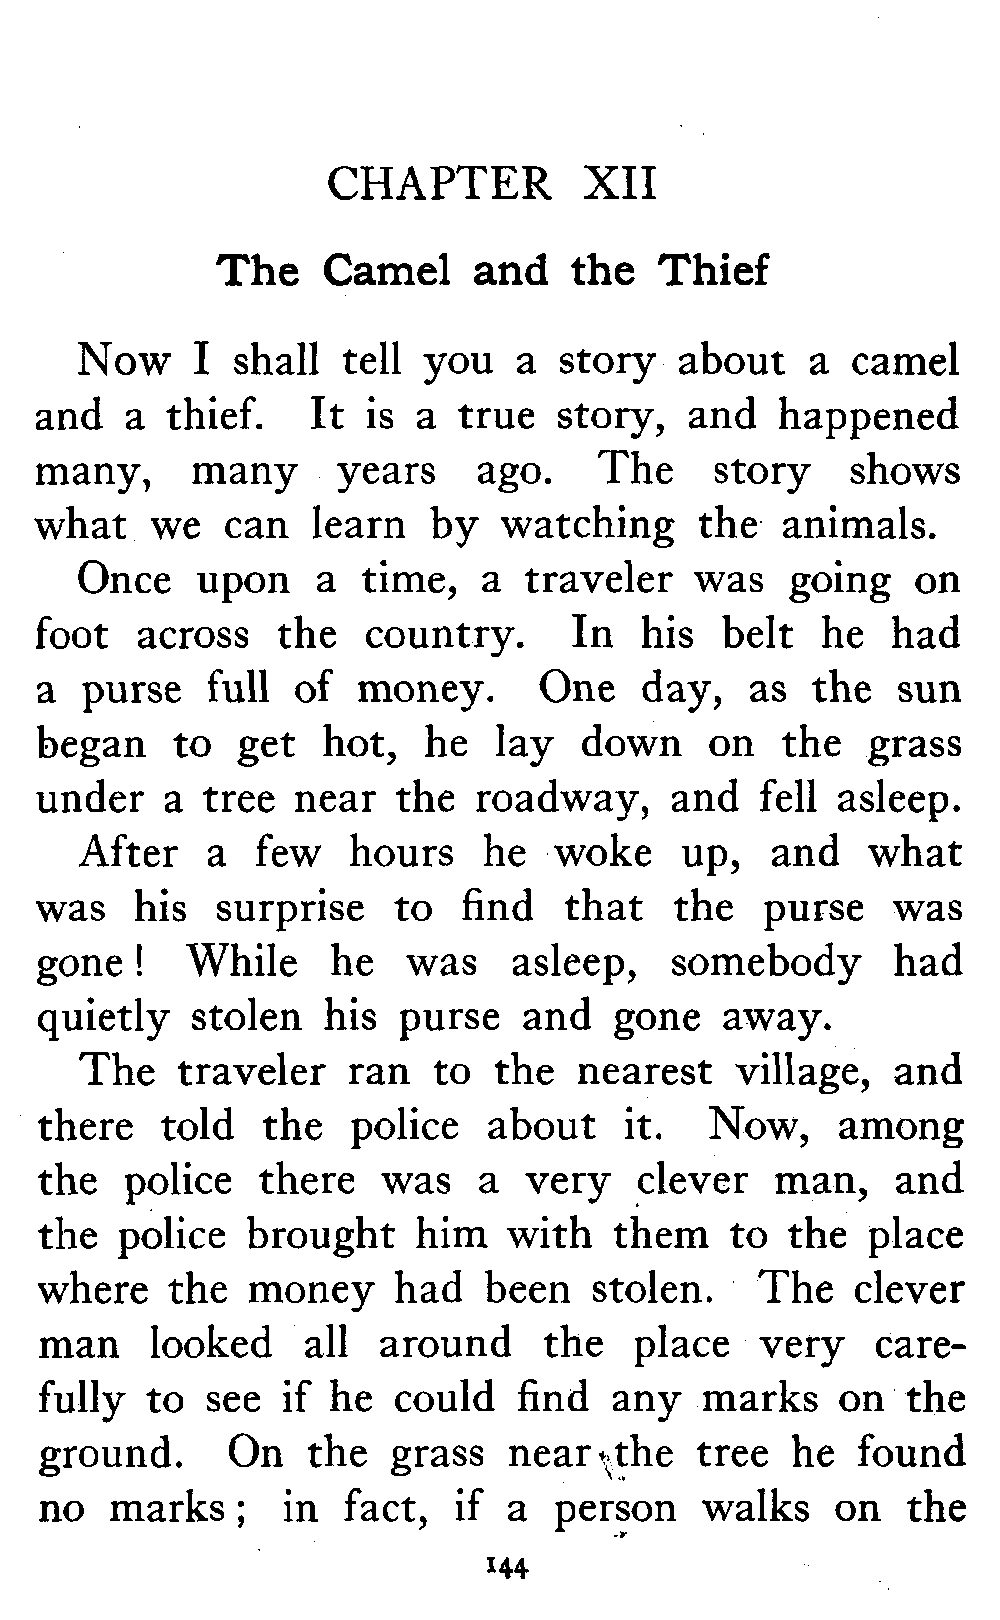 CHAPTER XII
The Camel and the Thief
Now I shall tell you a story about a camel
and a thief. It is a true story, and happened
many, many years ago. The story shows
what we can learn by watching the animals.
Once upon a time, a traveler was going on
foot across the country. In his belt he had
a purse full of money. One day, as the sun
began to get hot, he lay down on the grass
under a tree near the roadway, and fell asleep.
After a few hours he woke up, and what
was his surprise to find that the purse was
gone! While he was asleep, somebody had
quietly stolen his purse and gone away.
The traveler ran to the nearest village, and
there told the police about it. Now, among
the police there was a very clever man, and
the police brought him with them to the place
where the money had been stolen. The clever
man looked all around the place very care-
fully to see if he could find any marks on the
ground. On the grass near the tree he found
no marks; in fact, if a person walks on the
144